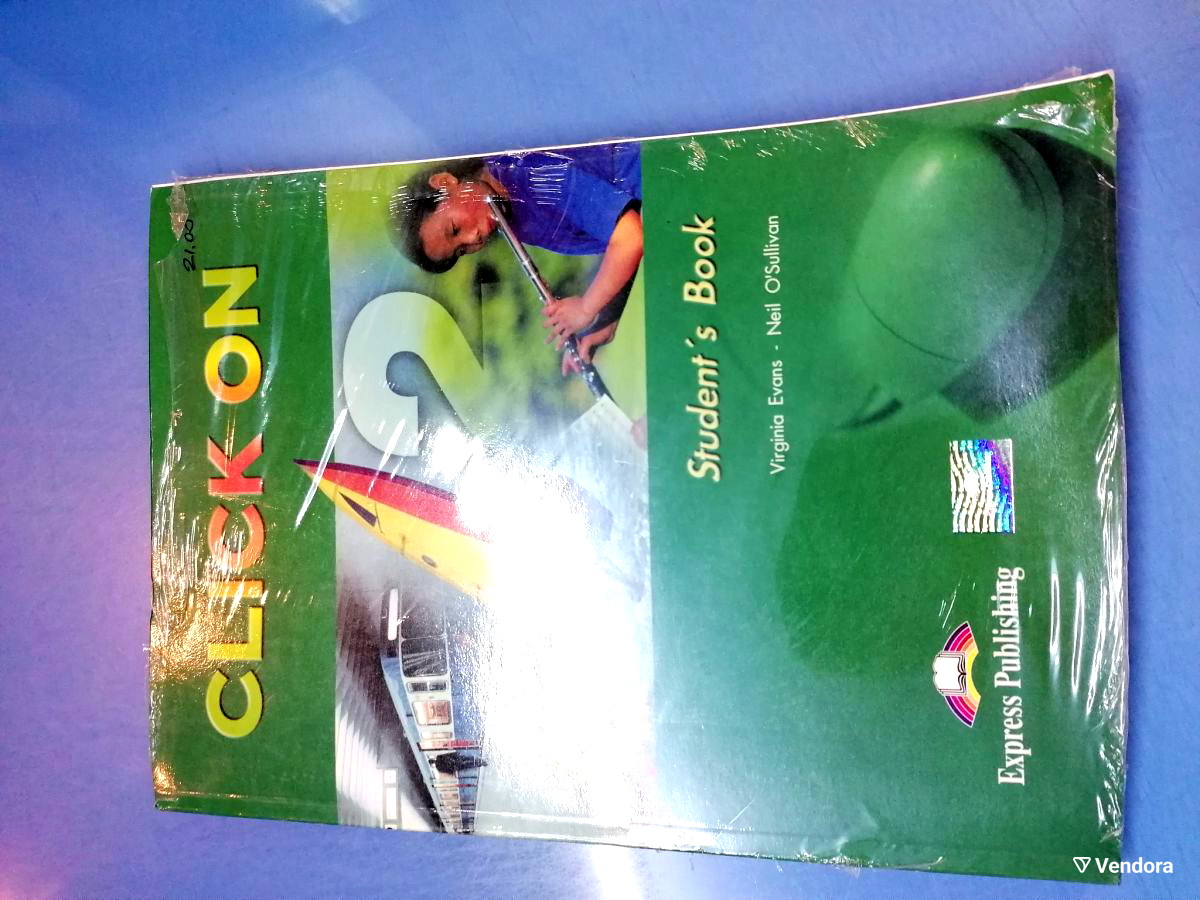 21,00
CLICK ON
2
Student's Book
Virginia Evans - Neil O'Sullivan
Express Publishing
Vendora